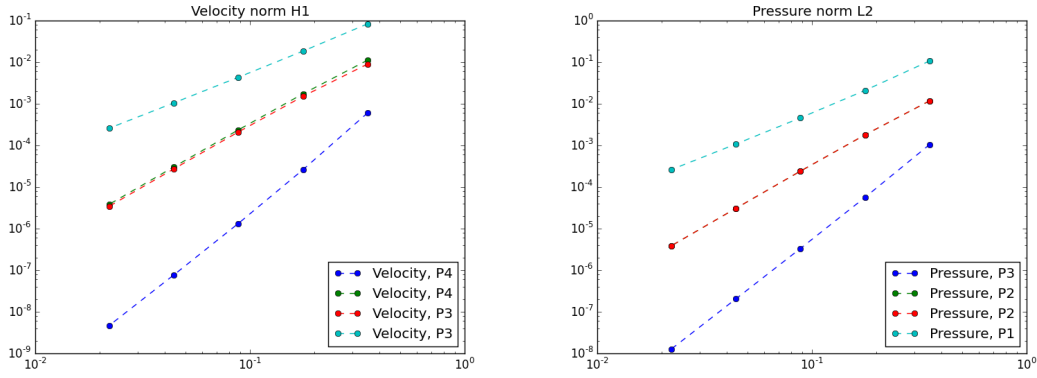 Velocity norm H1
10^-1
10^-2
10^-3
10^-4
10^-5
10^-6
10^-7
10^-8
10^-9
10^-2
10^-1
10^0
Velocity, P4
Velocity, P4
Velocity, P3
Velocity, P3
Pressure norm L2
10^0
10^-1
10^-2
10^-3
10^-4
10^-5
10^-6
10^-7
10^-8
10^-2
10^-1
10^0
Pressure, P3
Pressure, P2
Pressure, P2
Pressure, P1